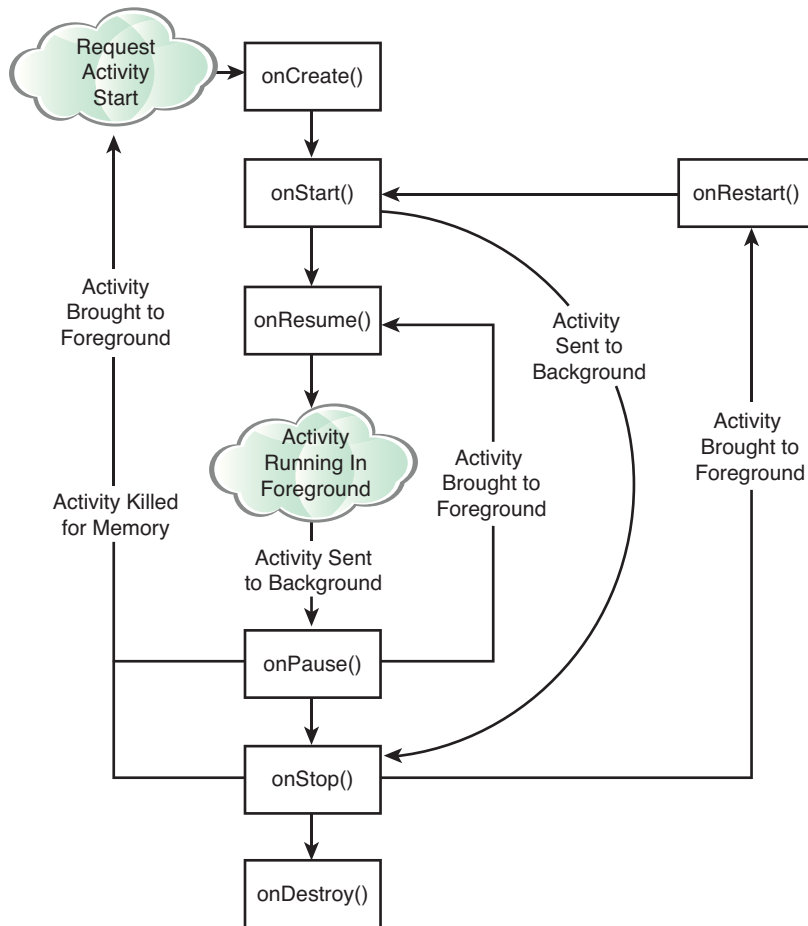 Request
Activity
Start
onCreate()
onStart()
onRestart()
Activity
Brought to
Foreground
onResume()
Activity
Sent to
Background
Activity
Running In
Foreground
Activity
Brought to
Foreground
Activity
Brought to
Foreground
Activity Killed
for Memory
Activity Sent
to Background
onPause()
onStop()
onDestroy()